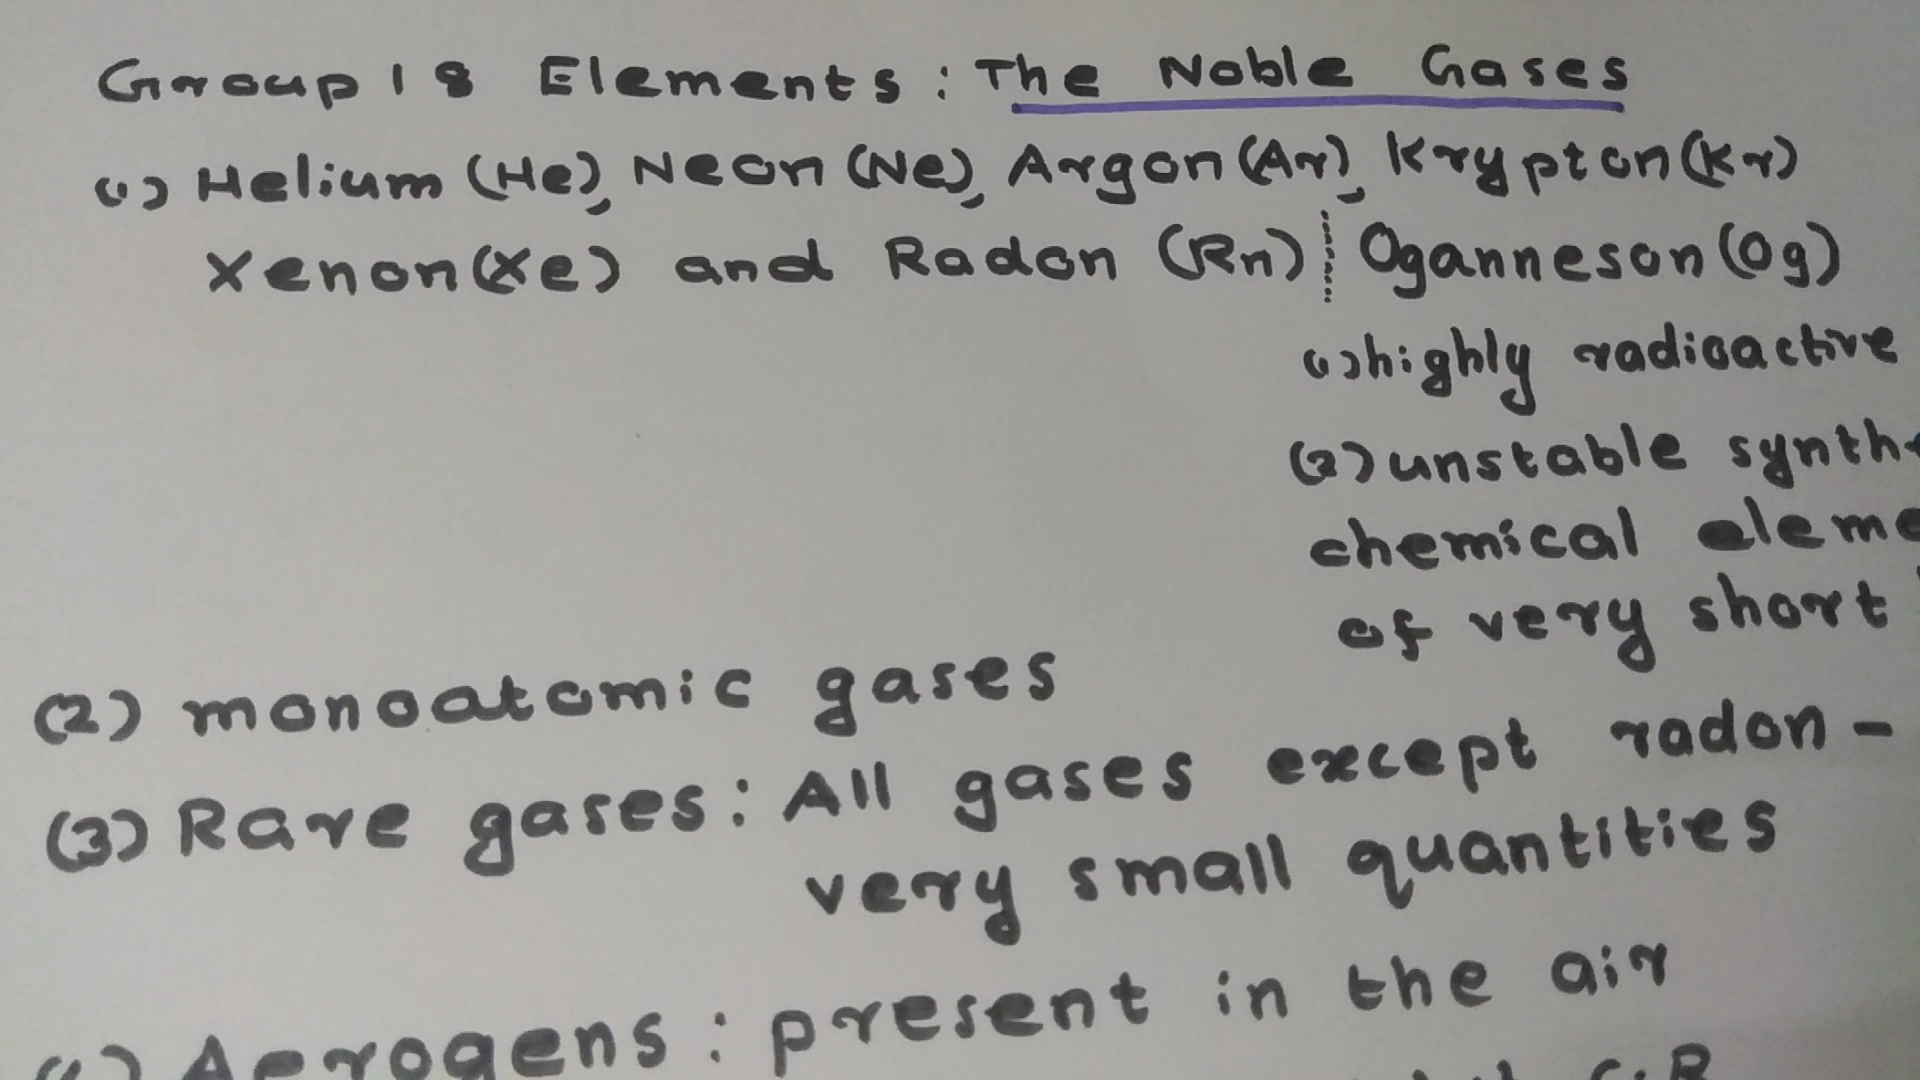 Group 18 Elements : The Noble Gases
(1) Helium (He), Neon (Ne), Argon (Ar), Krypton (Kr)
Xenon (Xe) and Radon (Rn) Oganneson (Og)
(1) highly radioactive
(2) unstable synth
chemical eleme
of very short
(2) monoatomic gases
(3) Rare gases : All gases except radon -
very small quantities
Aerogens : present in the air